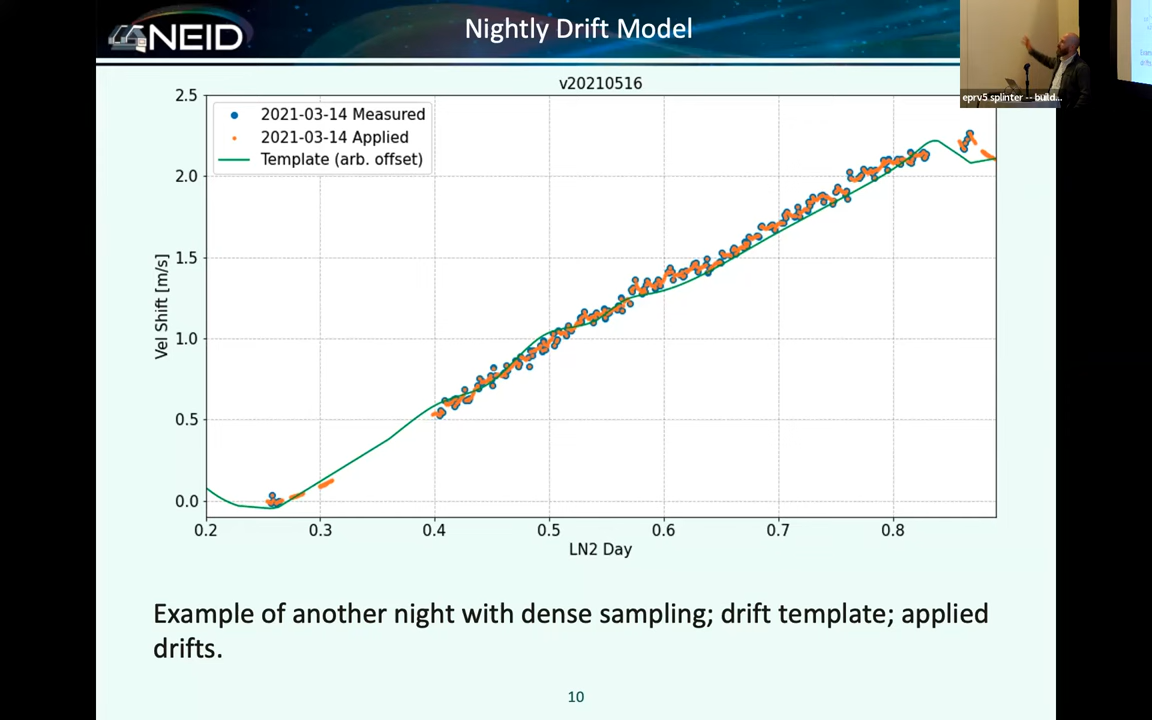 NEID
Nightly Drift Model
eprv5 splinter -- build...
v20210516
2021-03-14 Measured
2021-03-14 Applied
Template (arb. offset)
Vel Shift [m/s]
2.5
2.0
1.5
1.0
0.5
0.0
0.2 0.3 0.4 0.5 0.6 0.7 0.8
LN2 Day
Example of another night with dense sampling; drift template; applied
drifts.
10